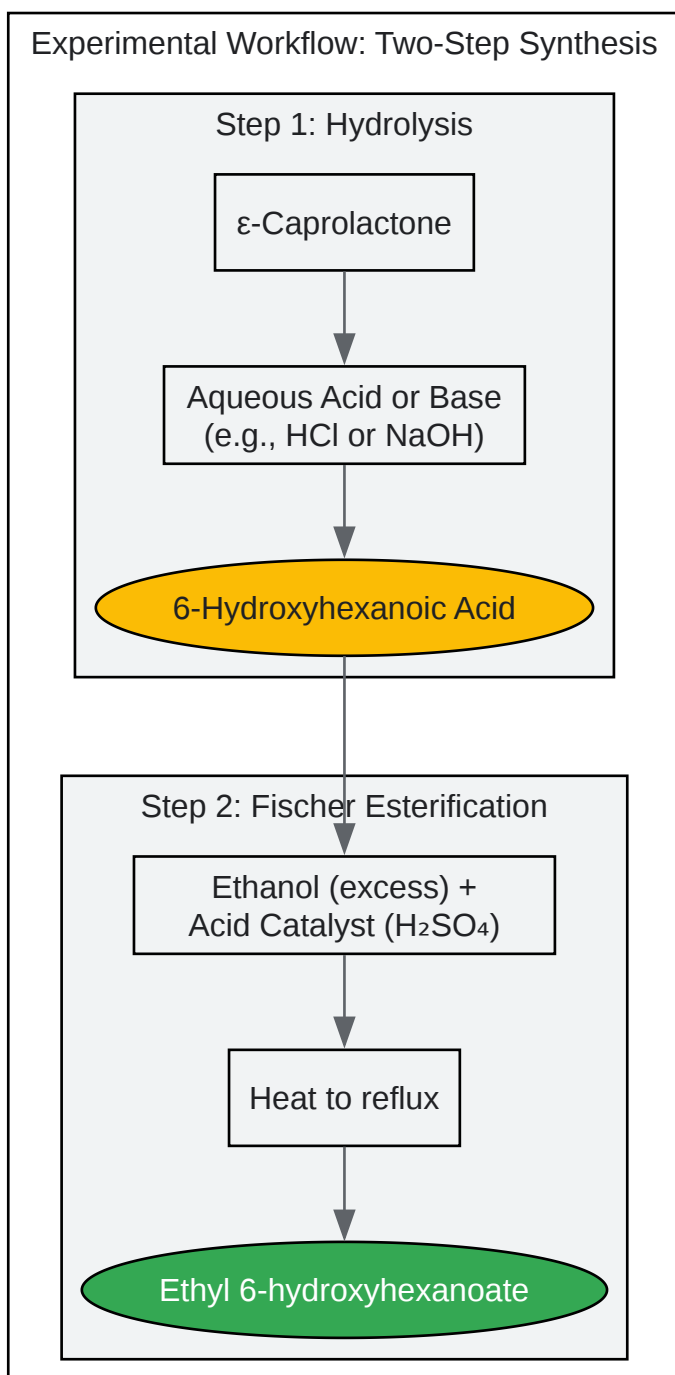 Experimental Workflow: Two-Step Synthesis
Step 1: Hydrolysis
ε-Caprolactone
Aqueous Acid or Base
(e.g., HCl or NaOH)
6-Hydroxyhexanoic Acid
Step 2: Fischer Esterification
Ethanol (excess) +
Acid Catalyst (H₂SO₄)
Heat to reflux
Ethyl 6-hydroxyhexanoate